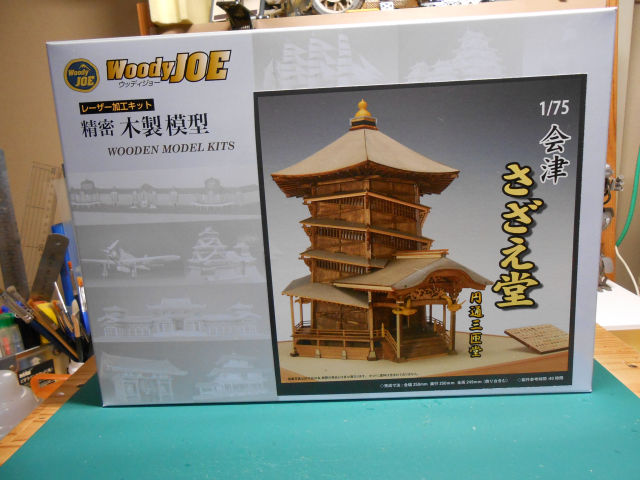 Woody
JOE
WoodyJOE
ウッディジョー
レーザー加工キット
精密 木製模型
WOODEN MODEL KITS
1/75
会津
さざえ堂
円通三匝堂